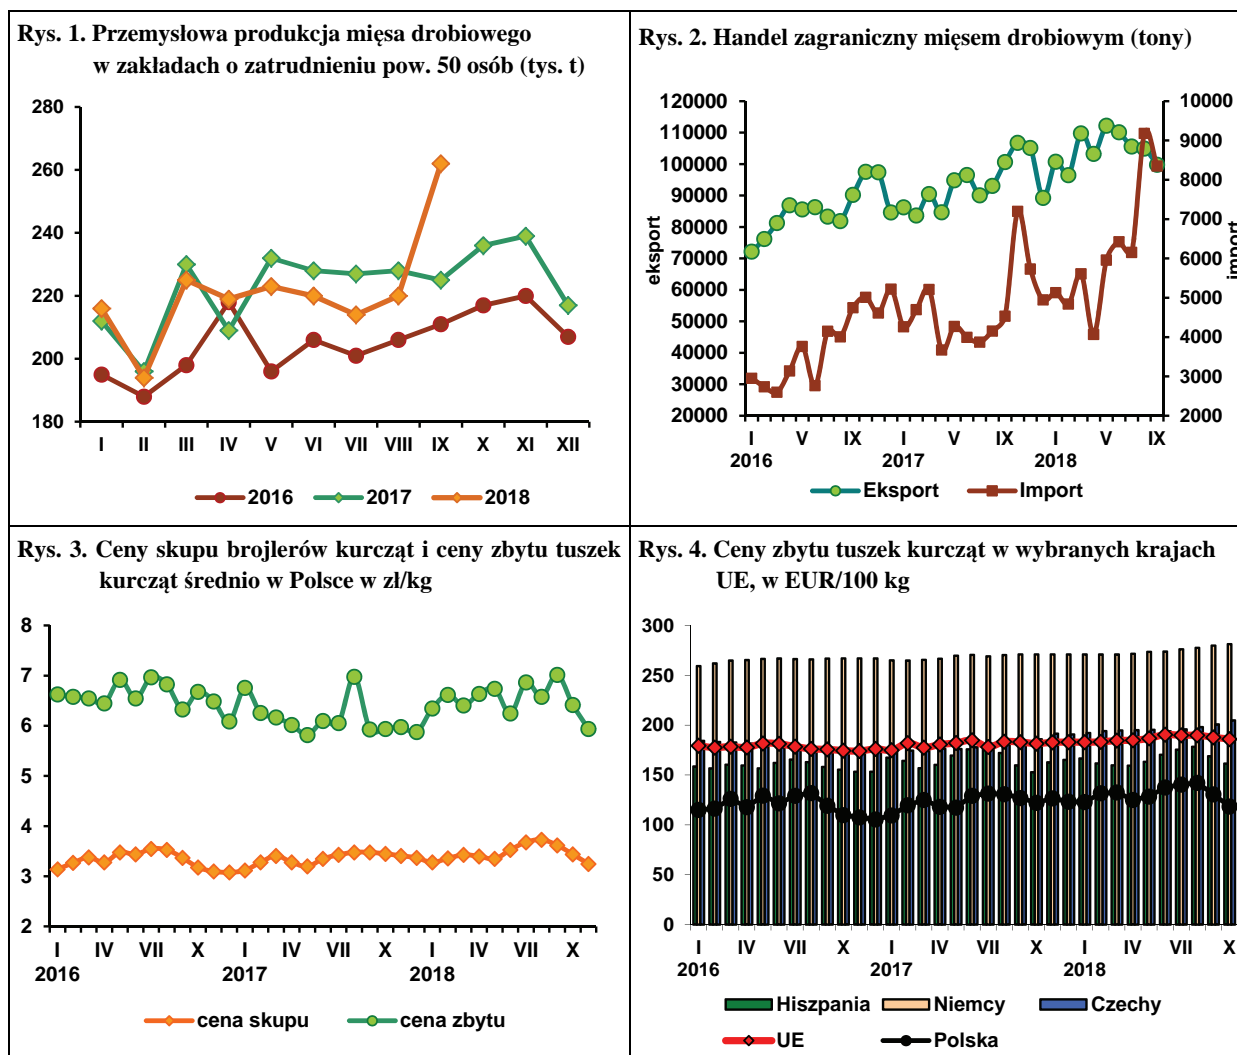 Rys. 1. Przemysłowa produkcja mięsa drobiowego
w zakładach o zatrudnieniu pow. 50 osób (tys. t)
280
260
240
220
200
180
I II III IV V VI VII VIII IX X XI XII
2016 2017 2018
Rys. 2. Handel zagraniczny mięsem drobiowym (tony)
120000
110000
100000
90000
80000
70000
60000
50000
40000
30000
20000
eksport
10000
9000
8000
7000
6000
5000
4000
3000
2000
import
I V IX I V IX I V IX
2016 2017 2018
Eksport Import
Rys. 3. Ceny skupu brojlerów kurcząt i ceny zbytu tuszek
kurcząt średnio w Polsce w zł/kg
8
7
6
5
4
3
2
I IV VII X I IV VII X I IV VII X
2016 2017 2018
cena skupu cena zbytu
Rys. 4. Ceny zbytu tuszek kurcząt w wybranych krajach
UE, w EUR/100 kg
300
250
200
150
100
50
0
I IV VII X I IV VII X I IV VII X
2016 2017 2018
Hiszpania Niemcy Czechy
UE Polska